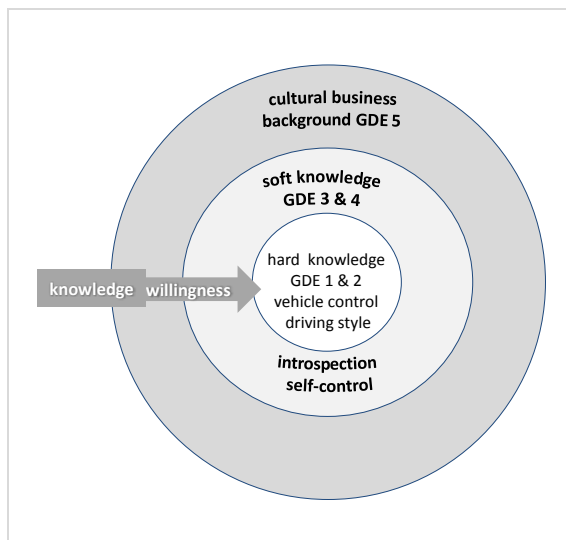 cultural business
background GDE 5
soft knowledge
GDE 3 & 4
hard knowledge
GDE 1 & 2
knowledge willingness
vehicle control
driving style
introspection
self-control